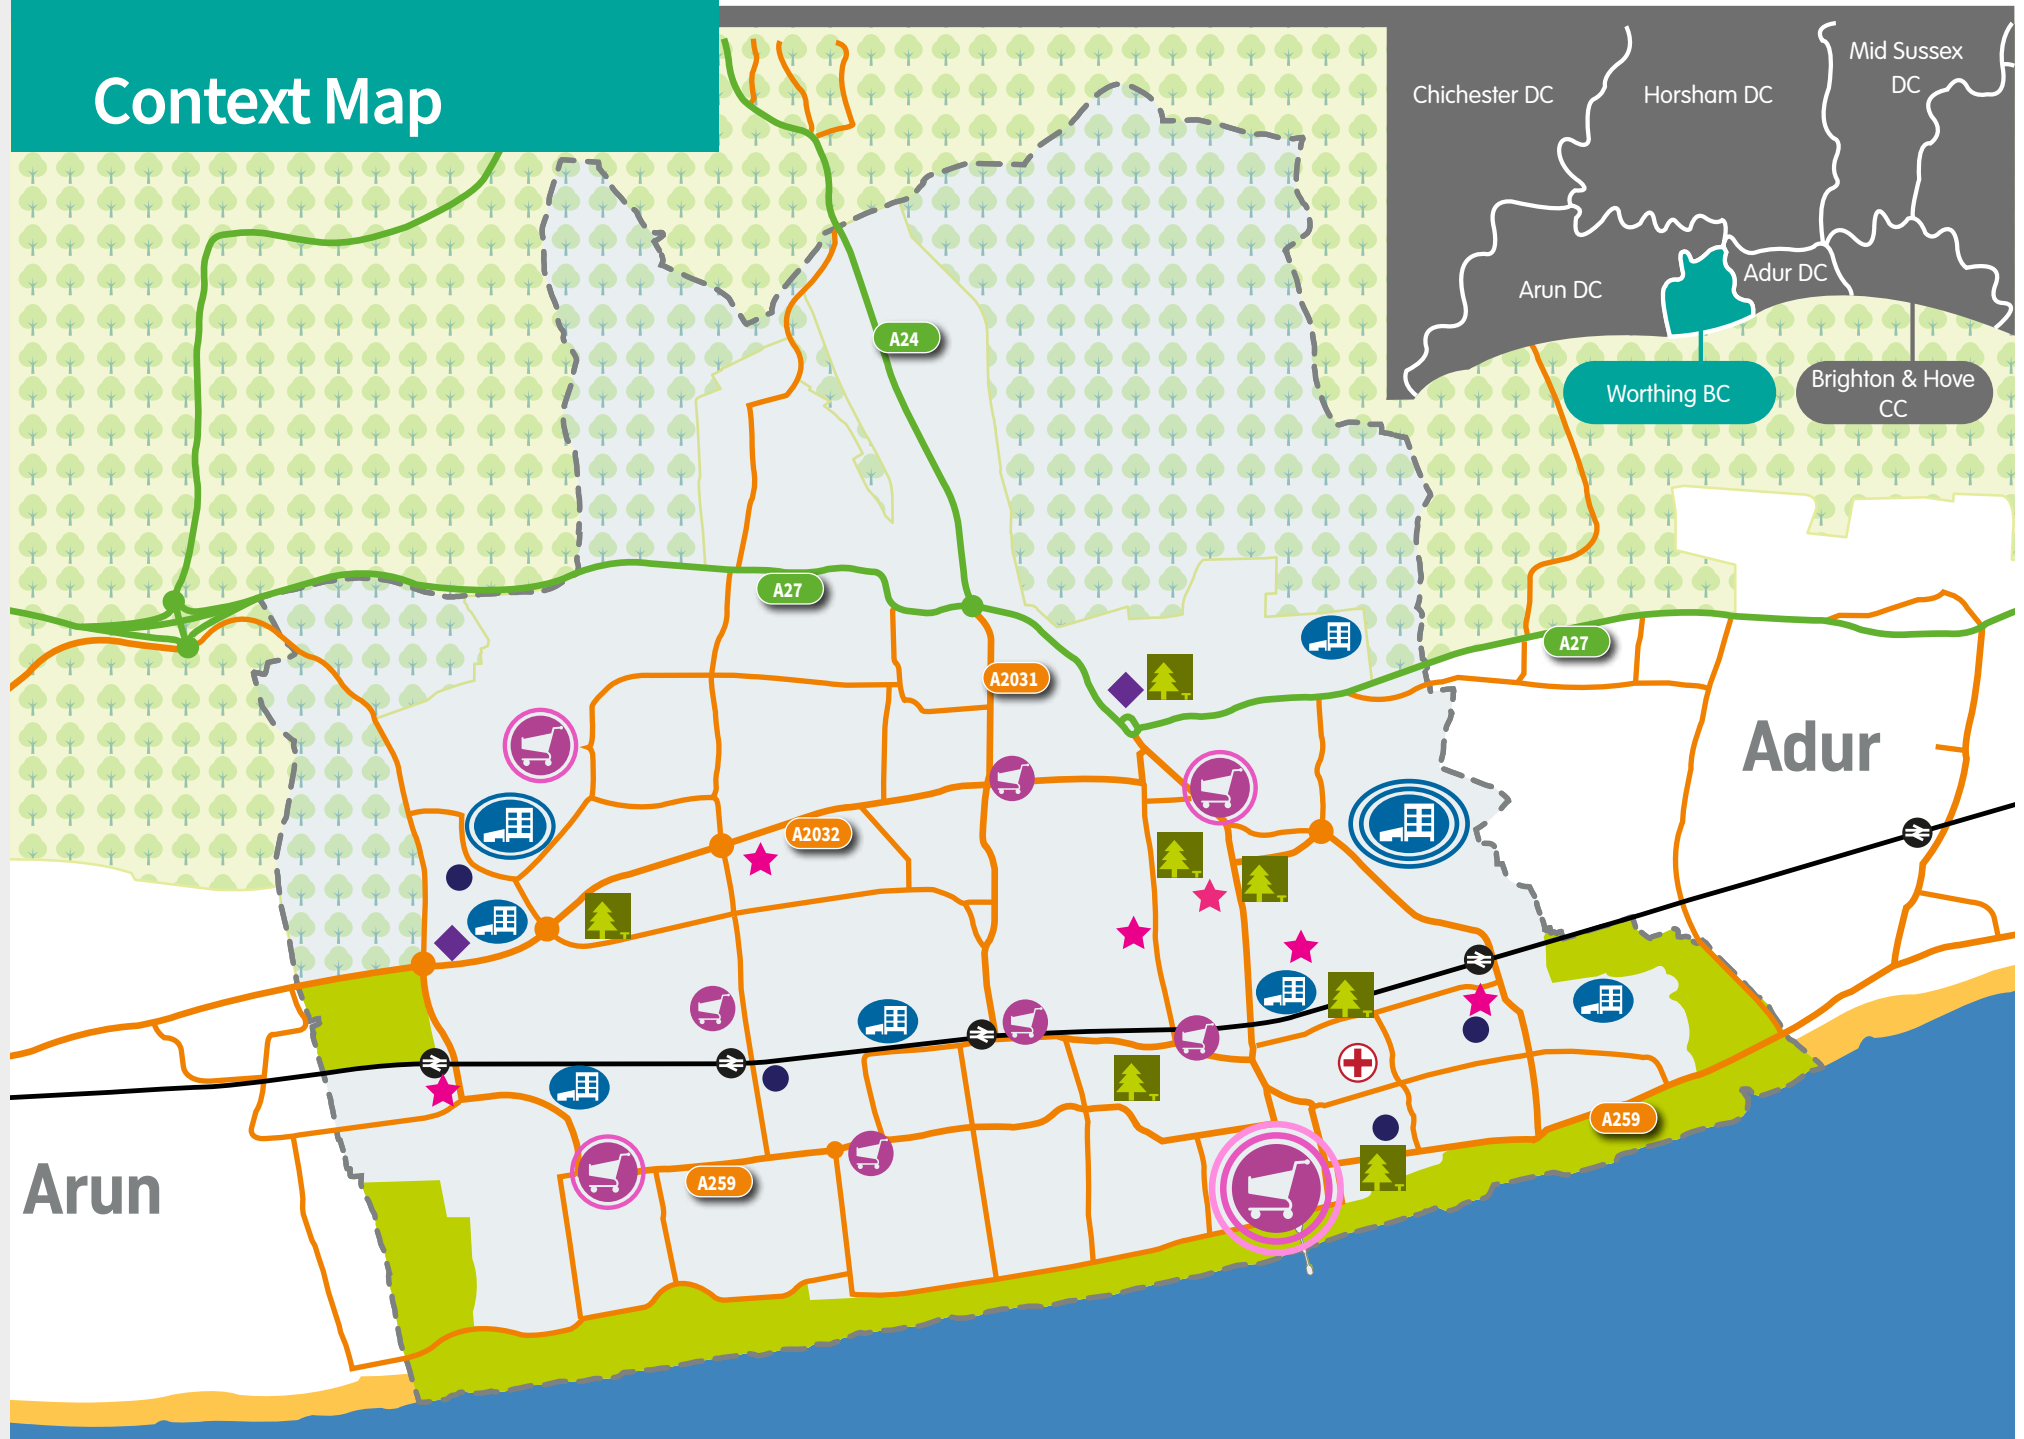 Context Map
Chichester DC
Horsham DC
Mid Sussex
DC
Arun DC
Adur DC
Worthing BC
Brighton & Hove
CC
A24
A27
A27
A2031
Adur
A2032
A259
Arun
A259